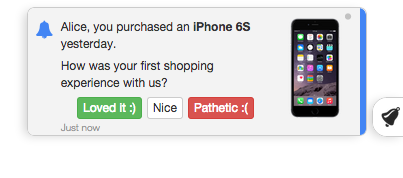 Alice, you purchased an iPhone 6S
yesterday.
How was your first shopping
experience with us?
Loved it :) Nice Pathetic :(
Just now